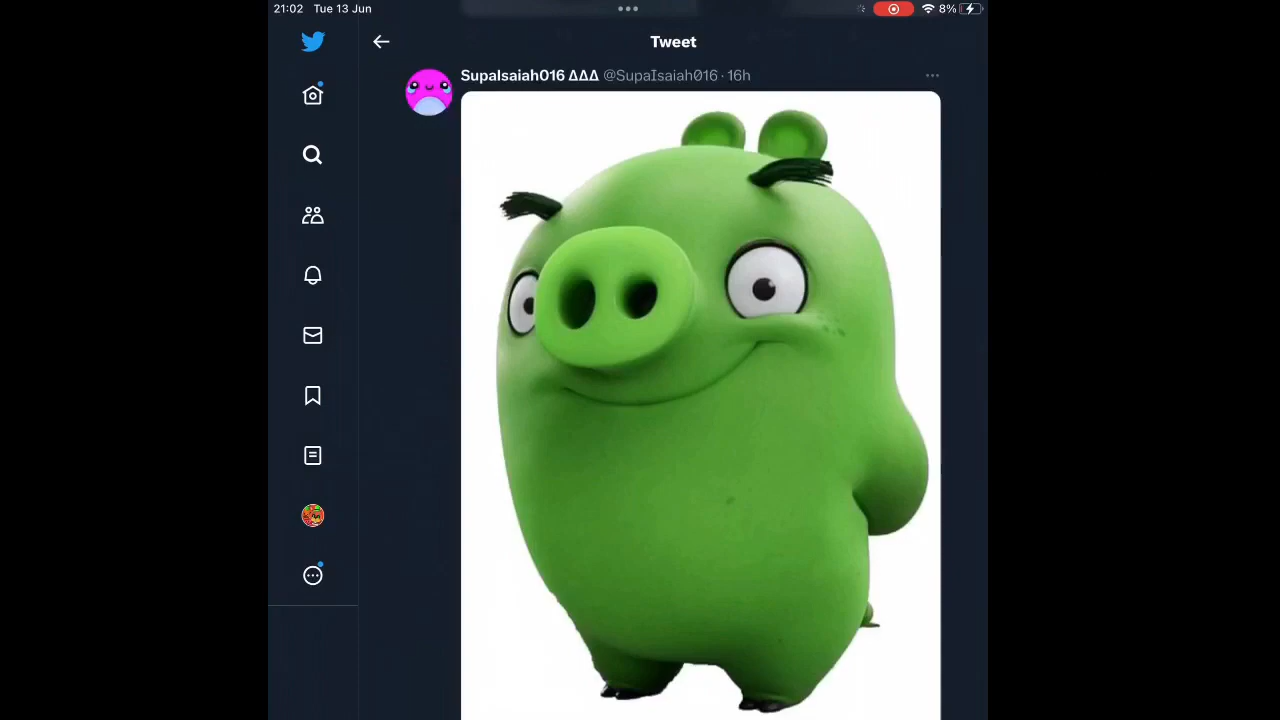 21:02 Tue 13 Jun
8%
Tweet
SupaIsaiah016 ΔΔΔ @SupaIsaiah016 · 16h